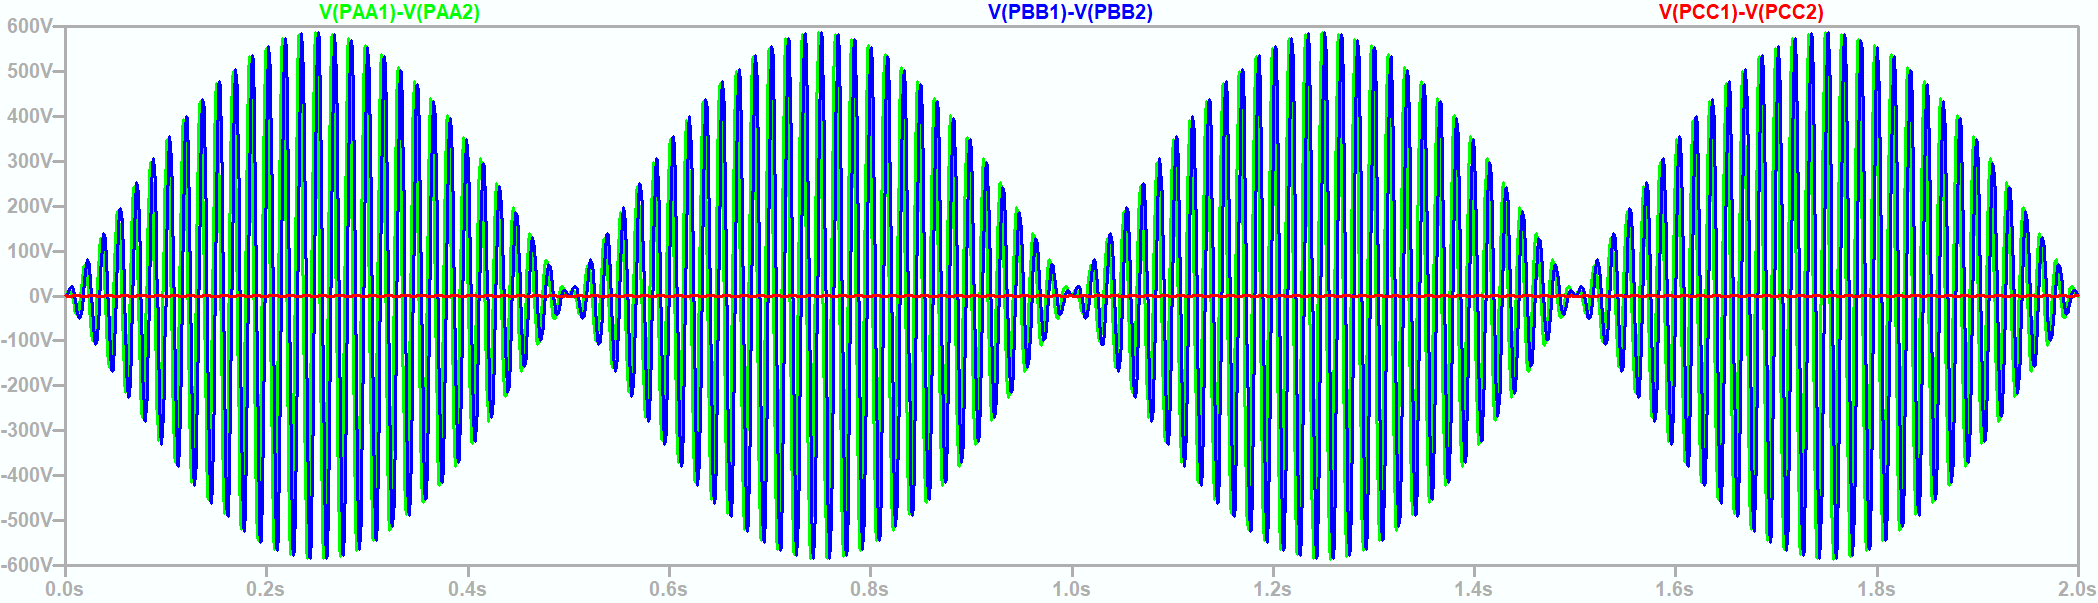 V(PAA1)-V(PAA2) V(PBB1)-V(PBB2) V(PCC1)-V(PCC2)
600V
500V
400V
300V
200V
100V
0V
-100V
-200V
-300V
-400V
-500V
-600V
0.0s 0.2s 0.4s 0.6s 0.8s 1.0s 1.2s 1.4s 1.6s 1.8s 2.0s